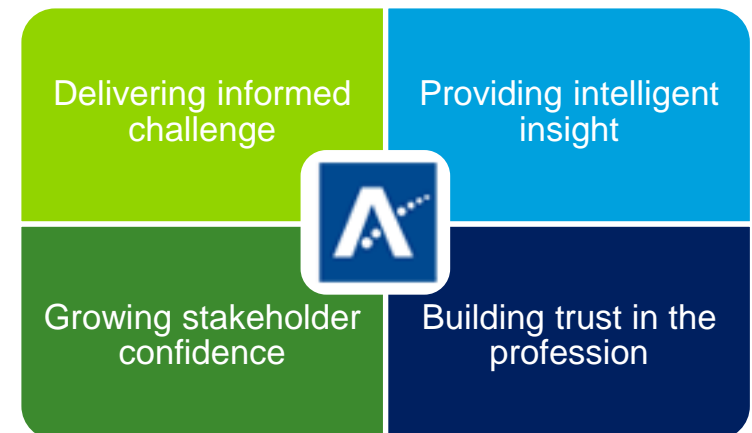 Delivering informed
challenge
Providing intelligent
insight
Growing stakeholder
confidence
Building trust in the
profession